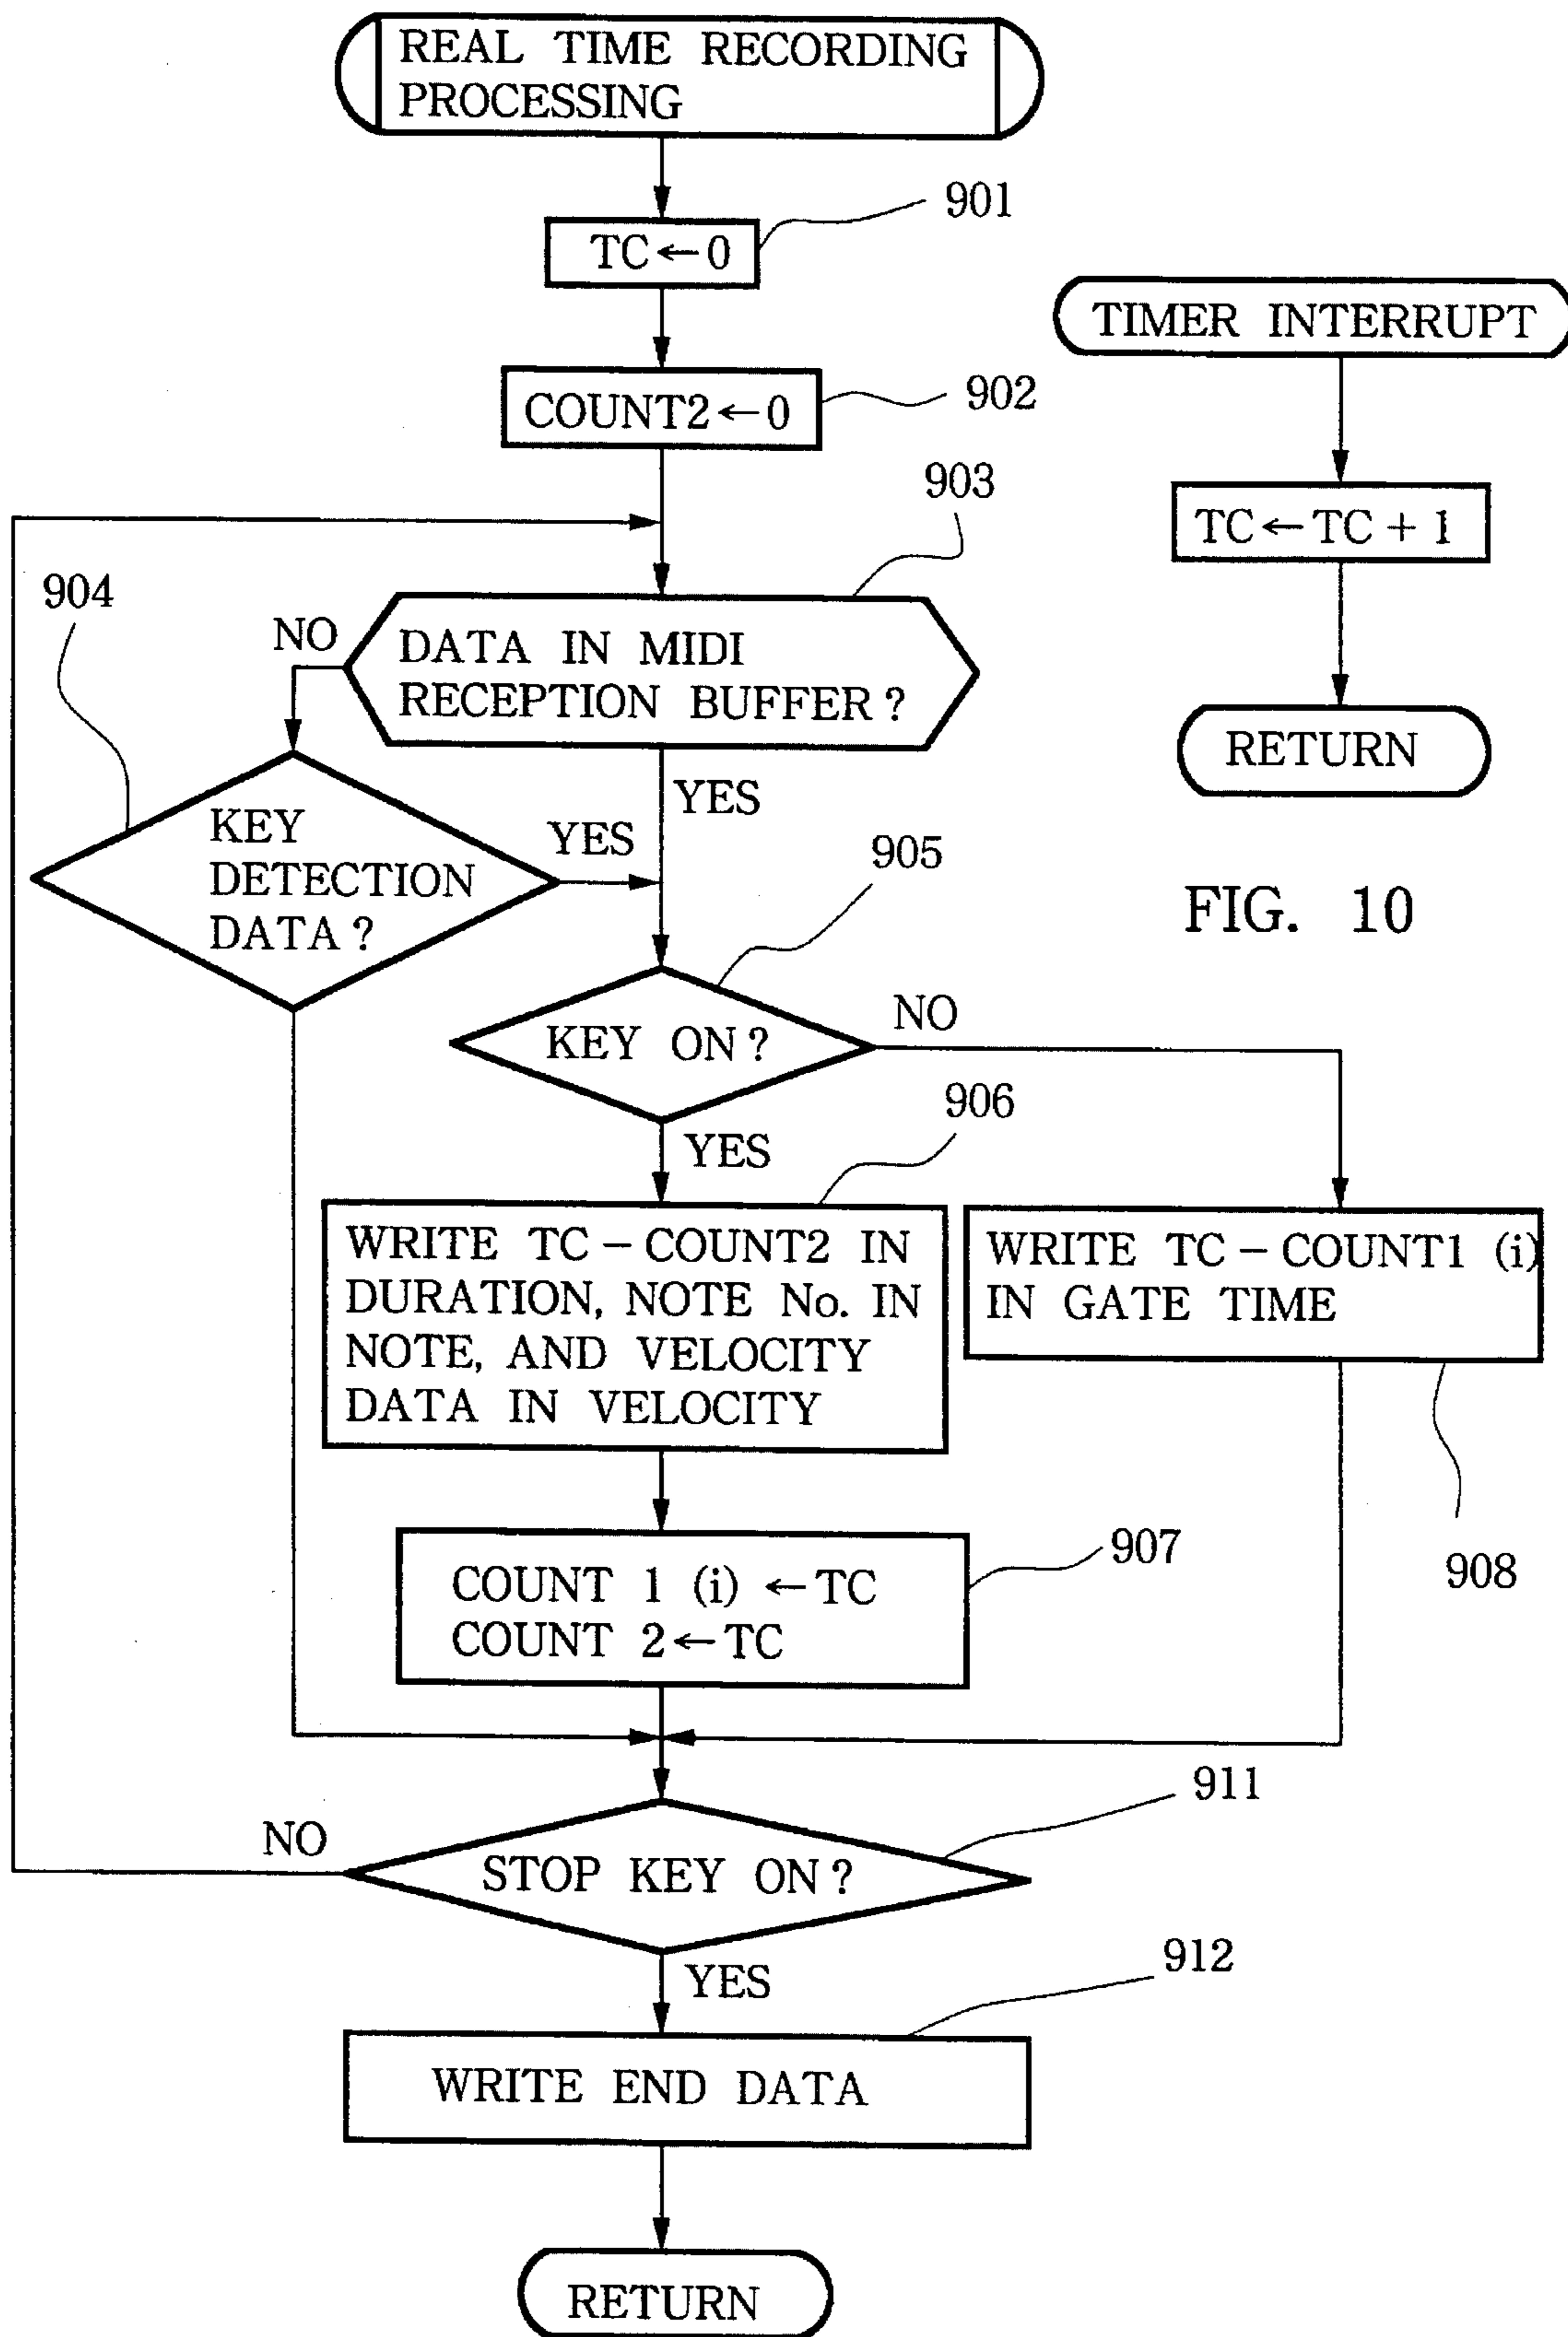 REAL TIME RECORDING
PROCESSING
901
TC ← 0
902
COUNT2 ← 0
903
DATA IN MIDI
RECEPTION BUFFER?
NO
YES
904
KEY
DETECTION
DATA?
YES
905
KEY ON?
NO
YES
906
WRITE TC – COUNT2 IN
DURATION, NOTE No. IN
NOTE, AND VELOCITY
DATA IN VELOCITY
WRITE TC – COUNT1 (i)
IN GATE TIME
908
907
COUNT 1 (i) ← TC
COUNT 2 ← TC
911
STOP KEY ON?
NO
YES
912
WRITE END DATA
RETURN
TIMER INTERRUPT
TC ← TC + 1
RETURN
FIG. 10